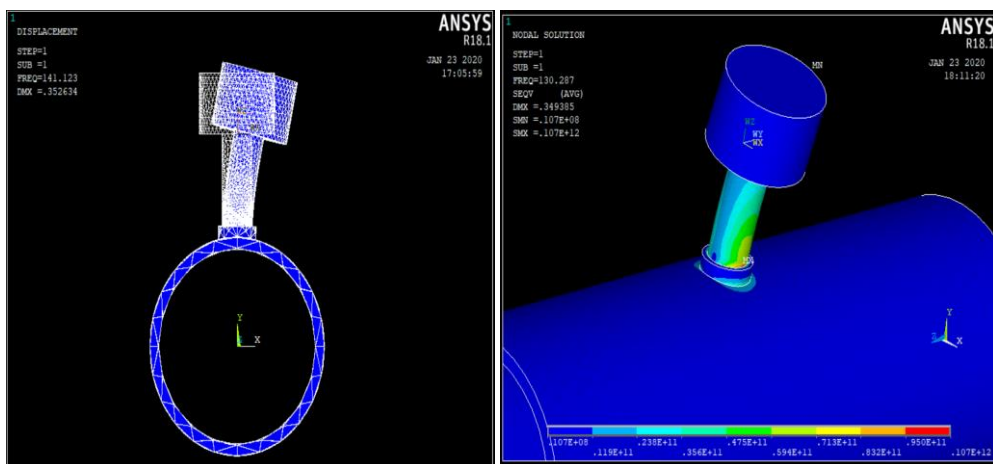 1
ANSYS
R18.1
DISPLACEMENT
JAN 23 2020
17:05:59
STEP=1
SUB =1
FREQ=141.123
DMX =.352634
Y
X
1
ANSYS
R18.1
NODAL SOLUTION
JAN 23 2020
18:11:20
STEP=1
SUB =1
FREQ=130.287
SEQV (AVG)
DMX =.349385
SMN =.107E+08
SMX =.107E+12
MN
WY
WX
Y
X
.107E+08 .238E+11 .475E+11 .713E+11 .950E+11
.119E+11 .356E+11 .594E+11 .832E+11 .107E+12